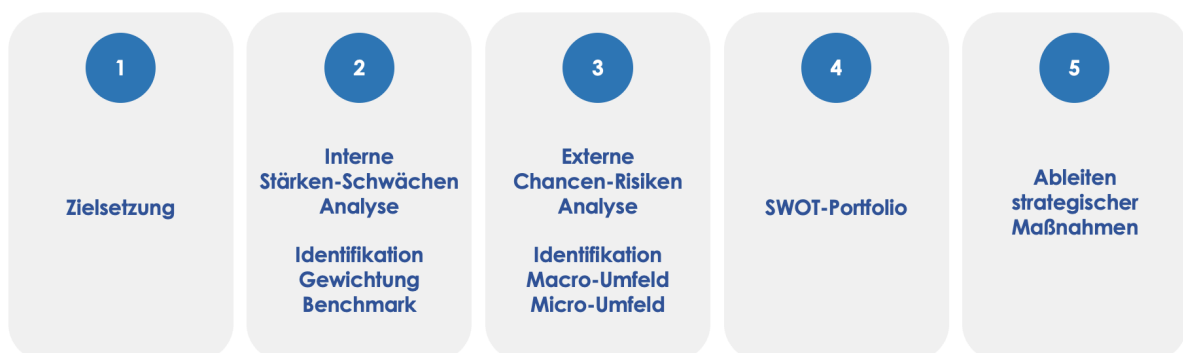 1
Zielsetzung
2
Interne
Stärken-Schwächen
Analyse
Identifikation
Gewichtung
Benchmark
3
Externe
Chancen-Risiken
Analyse
Identifikation
Macro-Umfeld
Micro-Umfeld
4
SWOT-Portfolio
5
Ableiten
strategischer
Maßnahmen